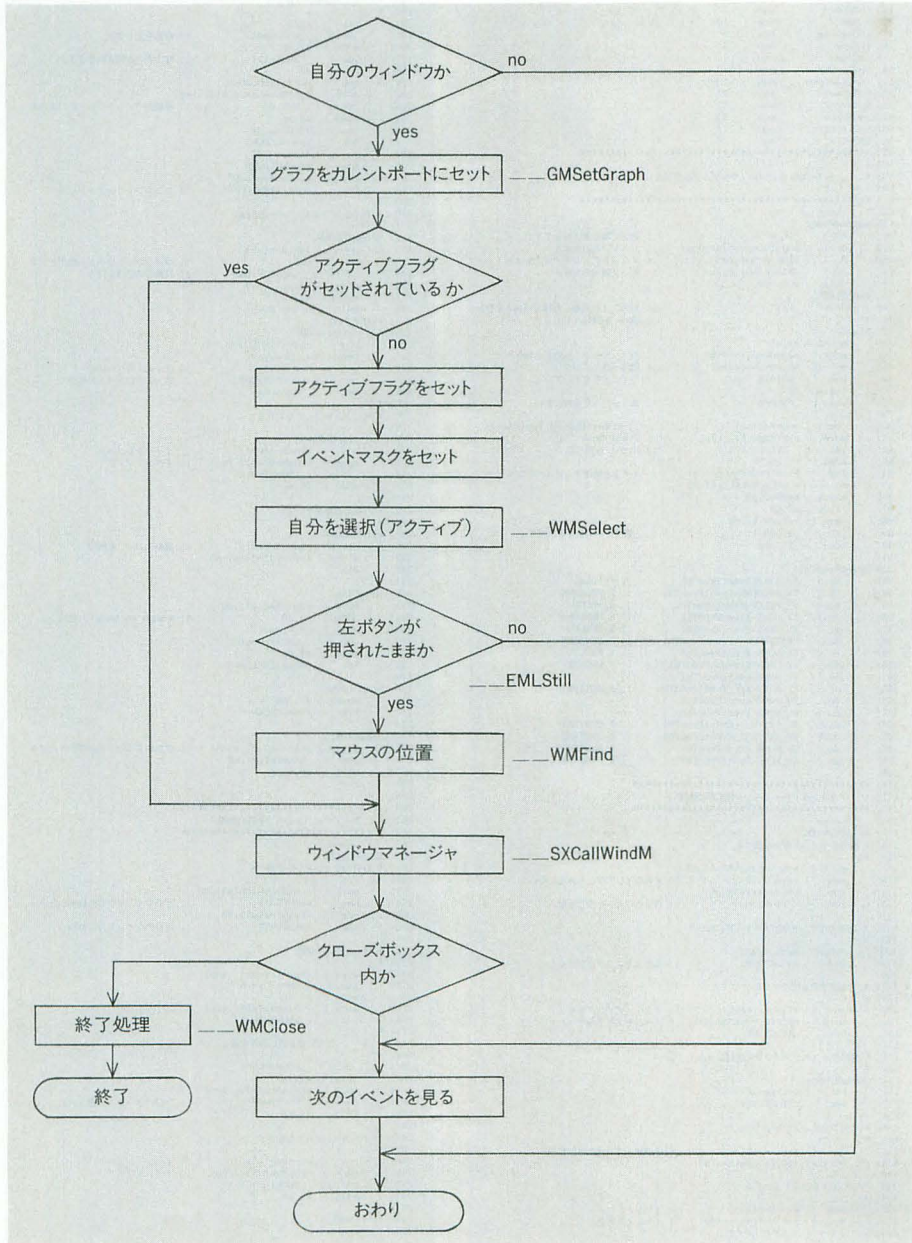 自分のウィンドウか
no
yes
グラフをカレントポートにセット
__GMSetGraph
yes
アクティブフラグ
がセットされているか
no
アクティブフラグをセット
イベントマスクをセット
自分を選択(アクティブ)
__WMSelect
左ボタンが
押されたままか
no
__EMLStill
yes
マウスの位置
__WMFind
ウィンドウマネージャ
__SXCallWindM
クローズボックス
内か
終了処理
__WMClose
終了
次のイベントを見る
おわり